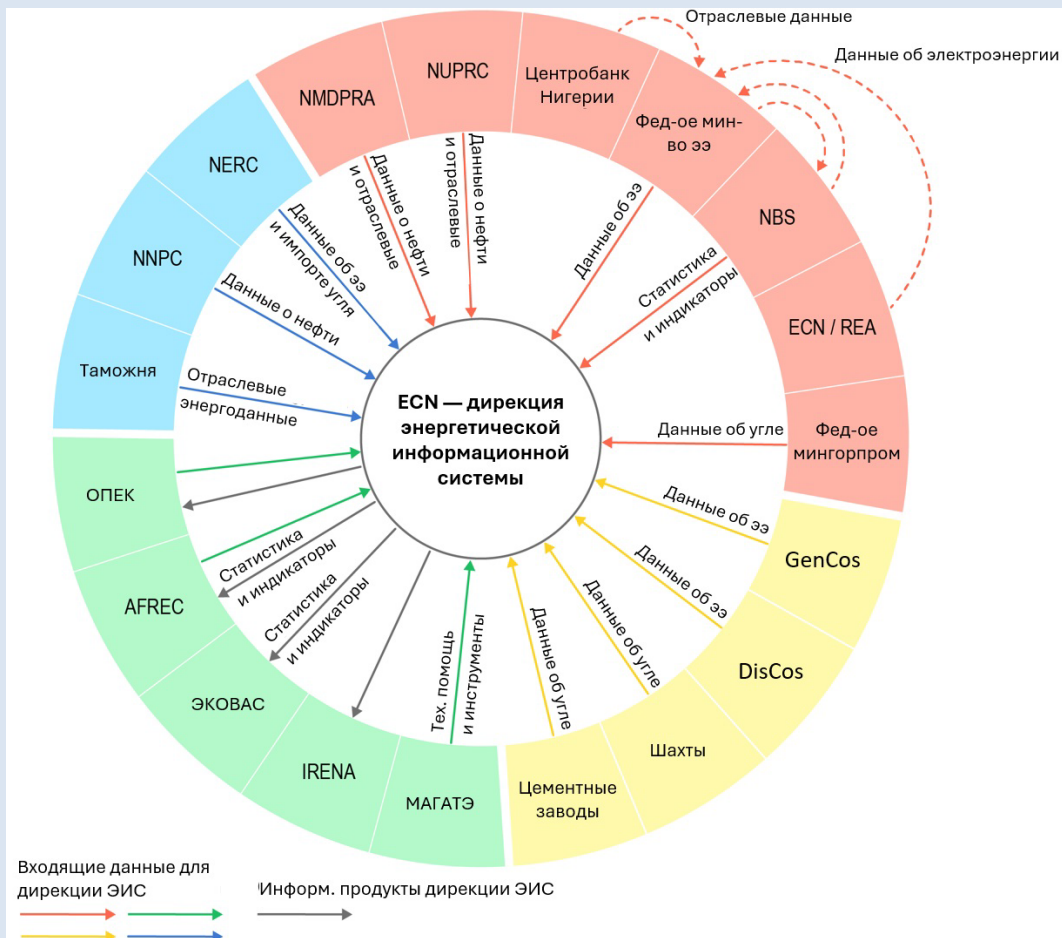 Отраслевые данные
Данные об электроэнергии
NMDPRA
NUPRC
Центробанк
Нигерии
Фед-ое мин-
во ээ
NBS
ECN / REA
Фед-ое
мингорпром
GenCos
DisCos
Шахты
Цементные
заводы
МАГАТЭ
IRENA
ЭКОВАС
AFREC
ОПЕК
Таможня
NNPC
NERC
Данные о нефти
и отраслевые
Данные о нефти
и отраслевые
Данные об ээ
Статистика
и индикаторы
Данные об угле
Данные об ээ
Данные об ээ
Данные об угле
Данные об угле
Тех. помощь
и инструменты
Статистика
и индикаторы
Статистика
и индикаторы
Отраслевые
энергоданные
Данные о нефти
Данные об ээ
и импорте угля
ECN — дирекция
энергетической
информационной
системы
Входящие данные для
дирекции ЭИС
Информ. продукты дирекции ЭИС